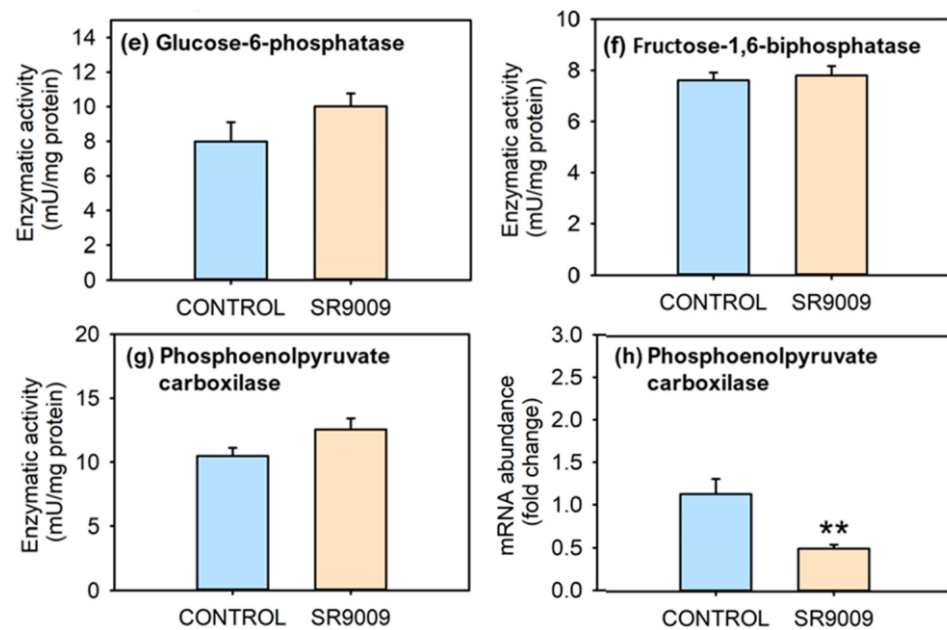 (e) Glucose-6-phosphatase
Enzymatic activity
(mU/mg protein)
14
12
10
8
6
4
2
0
CONTROL SR9009
(f) Fructose-1,6-biphosphatase
Enzymatic activity
(mU/mg protein)
10
8
6
4
2
0
CONTROL SR9009
(g) Phosphoenolpyruvate
carboxilase
Enzymatic activity
(mU/mg protein)
20
15
10
5
0
CONTROL SR9009
(h) Phosphoenolpyruvate
carboxilase
mRNA abundance
(fold change)
3.0
2.5
2.0
1.5
1.0
0.5
0.0
**
CONTROL SR9009